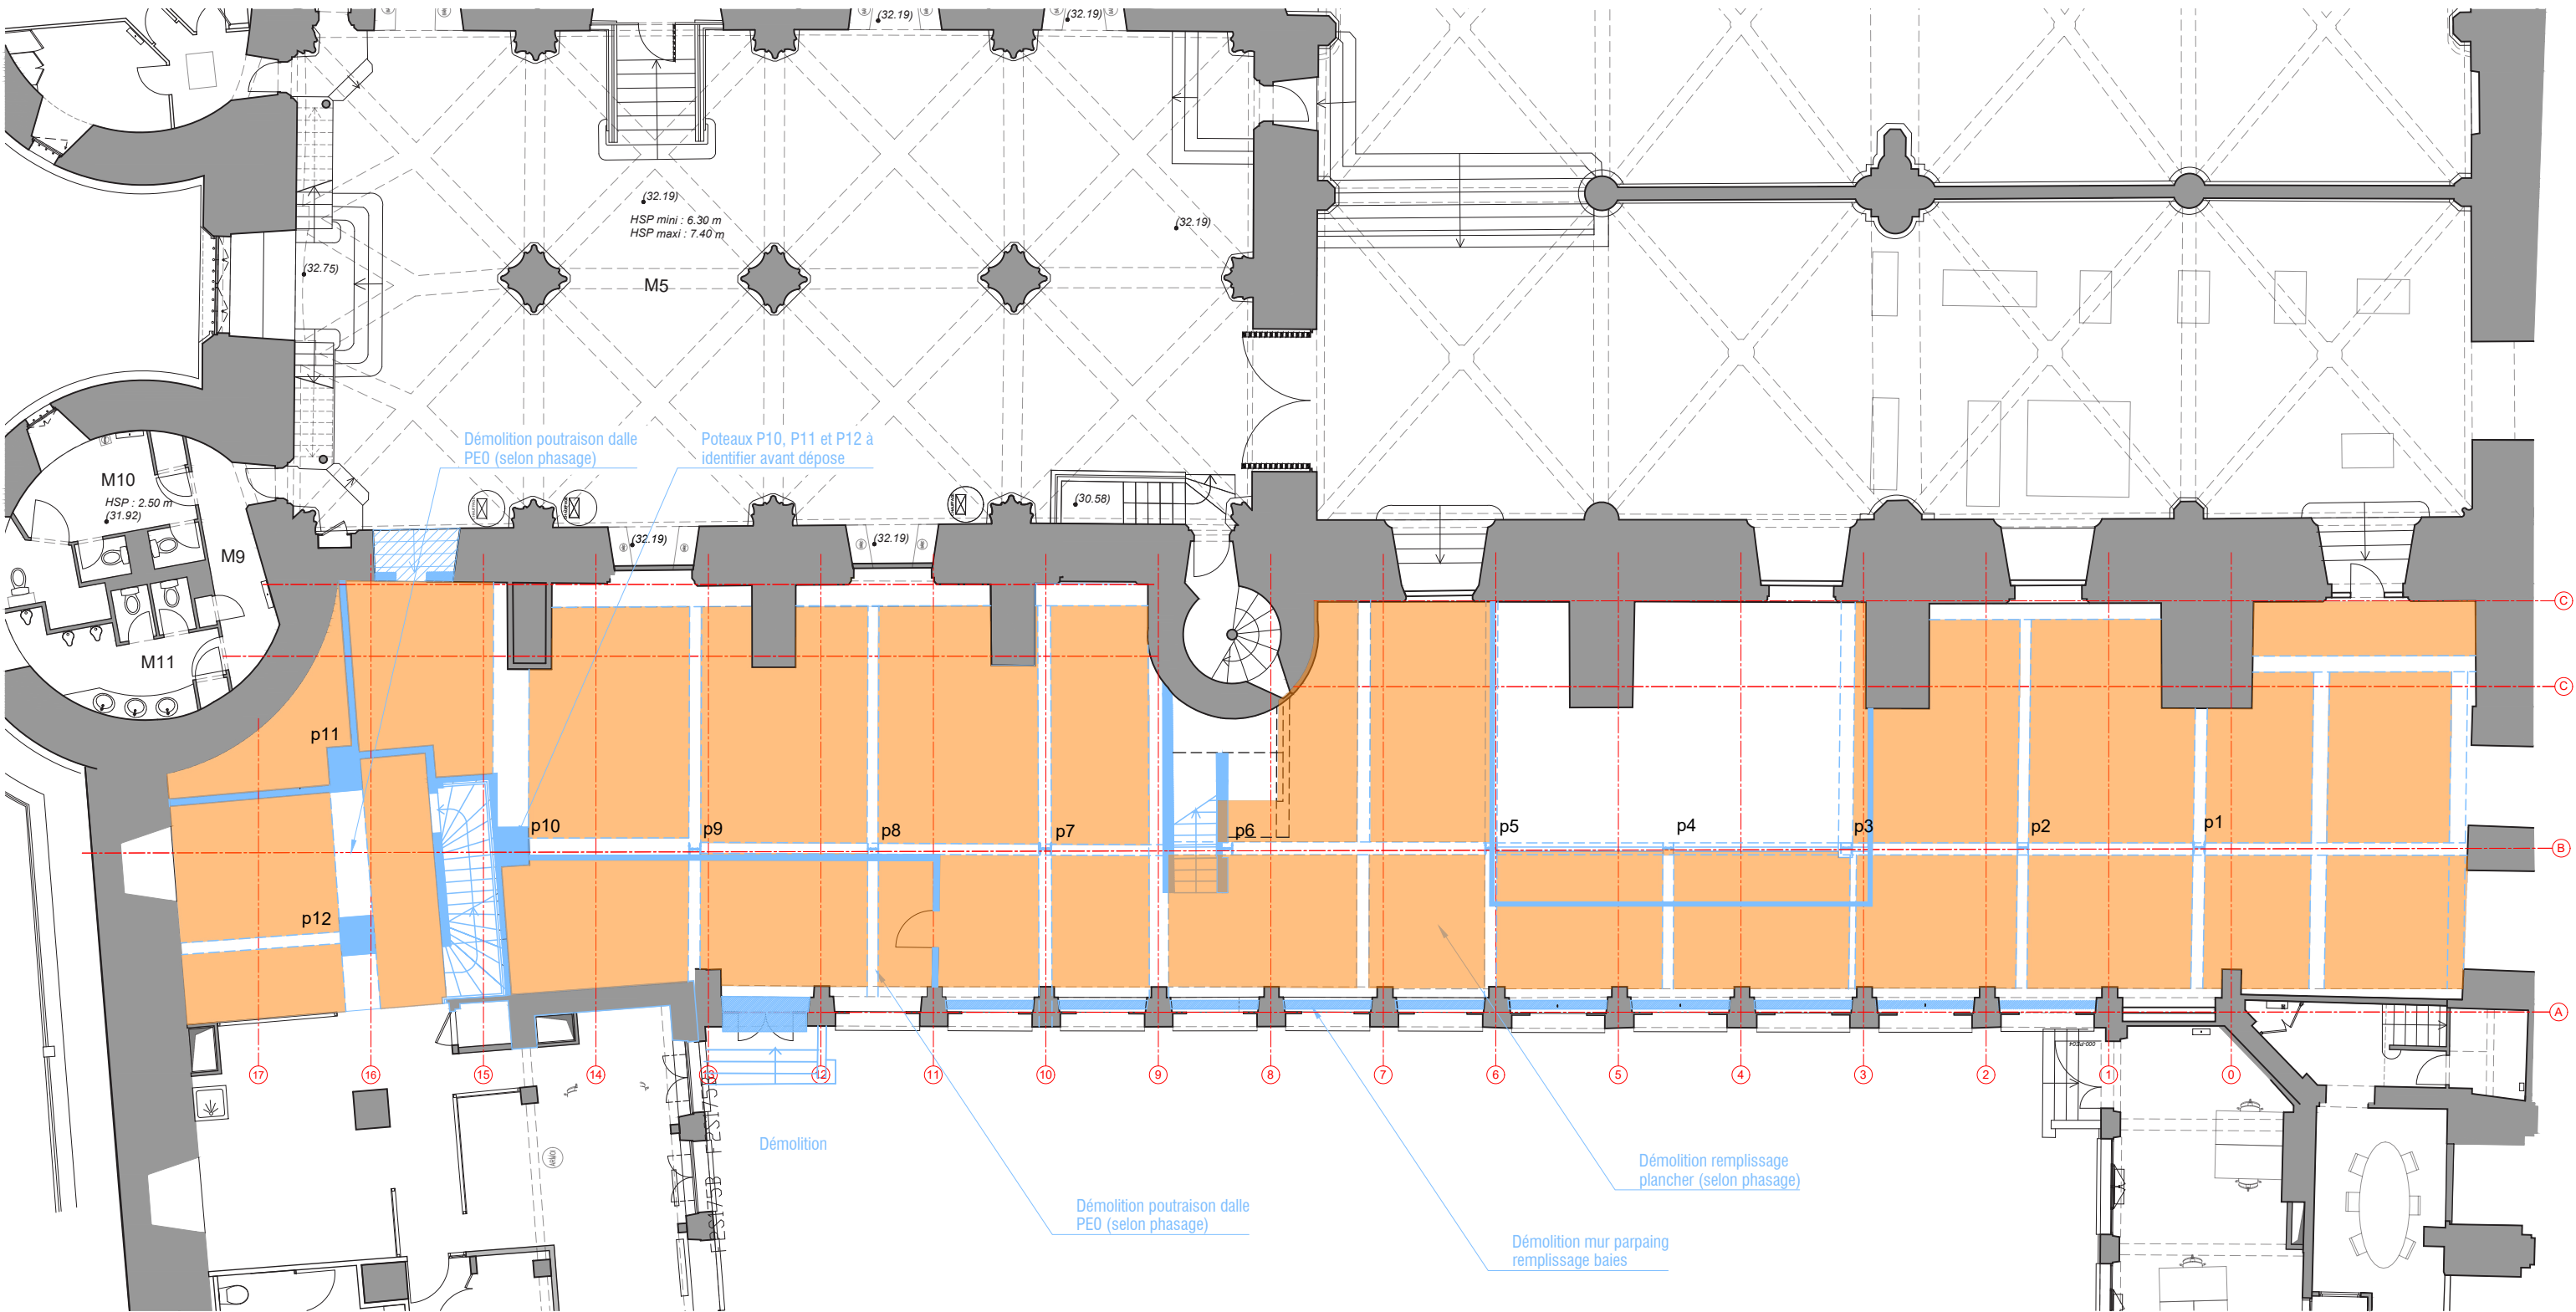 (32.19)
(32.19)
(32.19)
HSP mini : 6.30 m
HSP maxi : 7.40 m
(32.19)
(32.75)
M5
Démolition poutraison dalle
PE0 (selon phasage)
Poteaux P10, P11 et P12 à
identifier avant dépose
M10
HSP : 2.50 m
(31.92)
(30.58)
(32.19)
(32.19)
M9
M11
C
C
p11
p10
p9
p8
p7
p6
p5
p4
p3
p2
p1
B
p12
A
17
16
15
14
13
12
11
10
9
8
7
6
5
4
3
2
1
0
Démolition
Démolition remplissage
plancher (selon phasage)
Démolition poutraison dalle
PE0 (selon phasage)
Démolition mur parpaing
remplissage baies